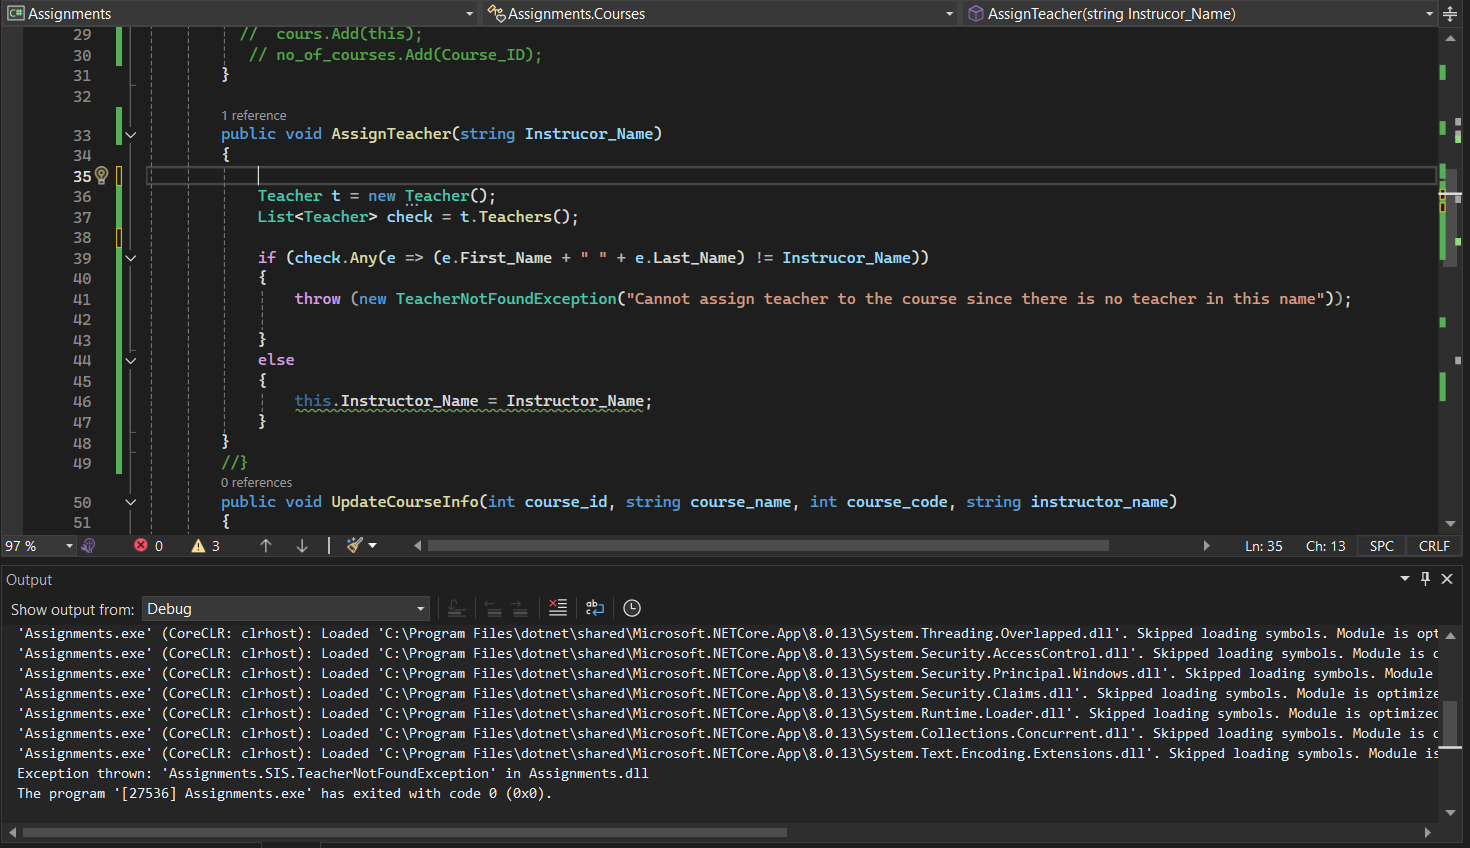 C# Assignments
Assignments.Courses
AssignTeacher(string Instrucor_Name)
29 // cours.Add(this);
30 // no_of_courses.Add(Course_ID);
31 }
32
1 reference
33 public void AssignTeacher(string Instrucor_Name)
34 {
35
36 Teacher t = new Teacher();
37 List<Teacher> check = t.Teachers();
38
39 if (check.Any(e => (e.First_Name + " " + e.Last_Name) != Instrucor_Name))
40 {
41 throw (new TeacherNotFoundException("Cannot assign teacher to the course since there is no teacher in this name"));
42
43 }
44 else
45 {
46 this.Instructor_Name = Instructor_Name;
47 }
48 }
49 //}
0 references
50 public void UpdateCourseInfo(int course_id, string course_name, int course_code, string instructor_name)
51 {
97 % 0 3 Ln: 35 Ch: 13 SPC CRLF
Output
Show output from: Debug
'Assignments.exe' (CoreCLR: clrhost): Loaded 'C:\Program Files\dotnet\shared\Microsoft.NETCore.App\8.0.13\System.Threading.Overlapped.dll'. Skipped loading symbols. Module is opt
'Assignments.exe' (CoreCLR: clrhost): Loaded 'C:\Program Files\dotnet\shared\Microsoft.NETCore.App\8.0.13\System.Security.AccessControl.dll'. Skipped loading symbols. Module is o
'Assignments.exe' (CoreCLR: clrhost): Loaded 'C:\Program Files\dotnet\shared\Microsoft.NETCore.App\8.0.13\System.Security.Principal.Windows.dll'. Skipped loading symbols. Module
'Assignments.exe' (CoreCLR: clrhost): Loaded 'C:\Program Files\dotnet\shared\Microsoft.NETCore.App\8.0.13\System.Security.Claims.dll'. Skipped loading symbols. Module is optimize
'Assignments.exe' (CoreCLR: clrhost): Loaded 'C:\Program Files\dotnet\shared\Microsoft.NETCore.App\8.0.13\System.Runtime.Loader.dll'. Skipped loading symbols. Module is optimized
'Assignments.exe' (CoreCLR: clrhost): Loaded 'C:\Program Files\dotnet\shared\Microsoft.NETCore.App\8.0.13\System.Collections.Concurrent.dll'. Skipped loading symbols. Module is o
'Assignments.exe' (CoreCLR: clrhost): Loaded 'C:\Program Files\dotnet\shared\Microsoft.NETCore.App\8.0.13\System.Text.Encoding.Extensions.dll'. Skipped loading symbols. Module is
Exception thrown: 'Assignments.SIS.TeacherNotFoundException' in Assignments.dll
The program '[27536] Assignments.exe' has exited with code 0 (0x0).